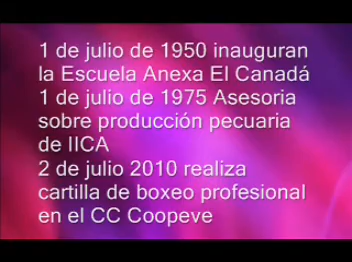 1 de julio de 1950 inauguran
la Escuela Anexa El Canadá
1 de julio de 1975 Asesoria
sobre producción pecuaria
de IICA
2 de julio 2010 realiza
cartilla de boxeo profesional
en el CC Coopeve